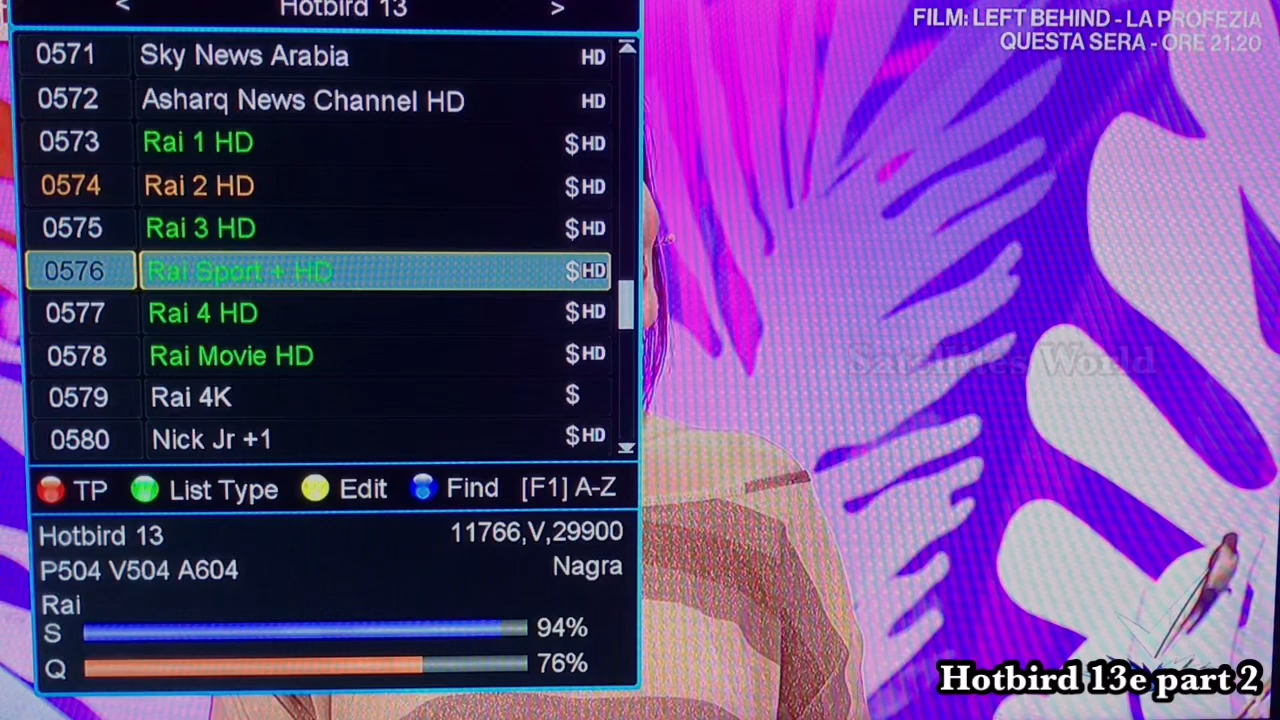 < Hotbird 13 >
0571 Sky News Arabia HD
0572 Asharq News Channel HD HD
0573 Rai 1 HD $HD
0574 Rai 2 HD $HD
0575 Rai 3 HD $HD
0576 Rai Sport + HD $HD
0577 Rai 4 HD $HD
0578 Rai Movie HD $HD
0579 Rai 4K $
0580 Nick Jr +1 $HD
TP List Type Edit Find [F1] A-Z
Hotbird 13 11766,V,29900
P504 V504 A604 Nagra
Rai
S 94%
Q 76%
FILM: LEFT BEHIND - LA PROFEZIA
QUESTA SERA - ORE 21.20
Satellites World
Hotbird 13e part 2